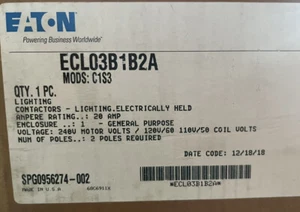 EATON
Powering Business Worldwide
ECL03B1B2A
MODS: C1S3
QTY. 1 PC.
LIGHTING
CONTACTORS - LIGHTING.ELECTRICALLY HELD
AMPERE RATING..: 20 AMP
ENCLOSURE ..: 1 - GENERAL PURPOSE
VOLTAGE: 240V MOTOR VOLTS / 120V/60 110V/50 COIL VOLTS
NUM OF POLES..: 2 POLES REQUIRED
DATE CODE: 12/18/18
SPG0956274-002
MADE IN U.S.A
*ECL03B1B2A*